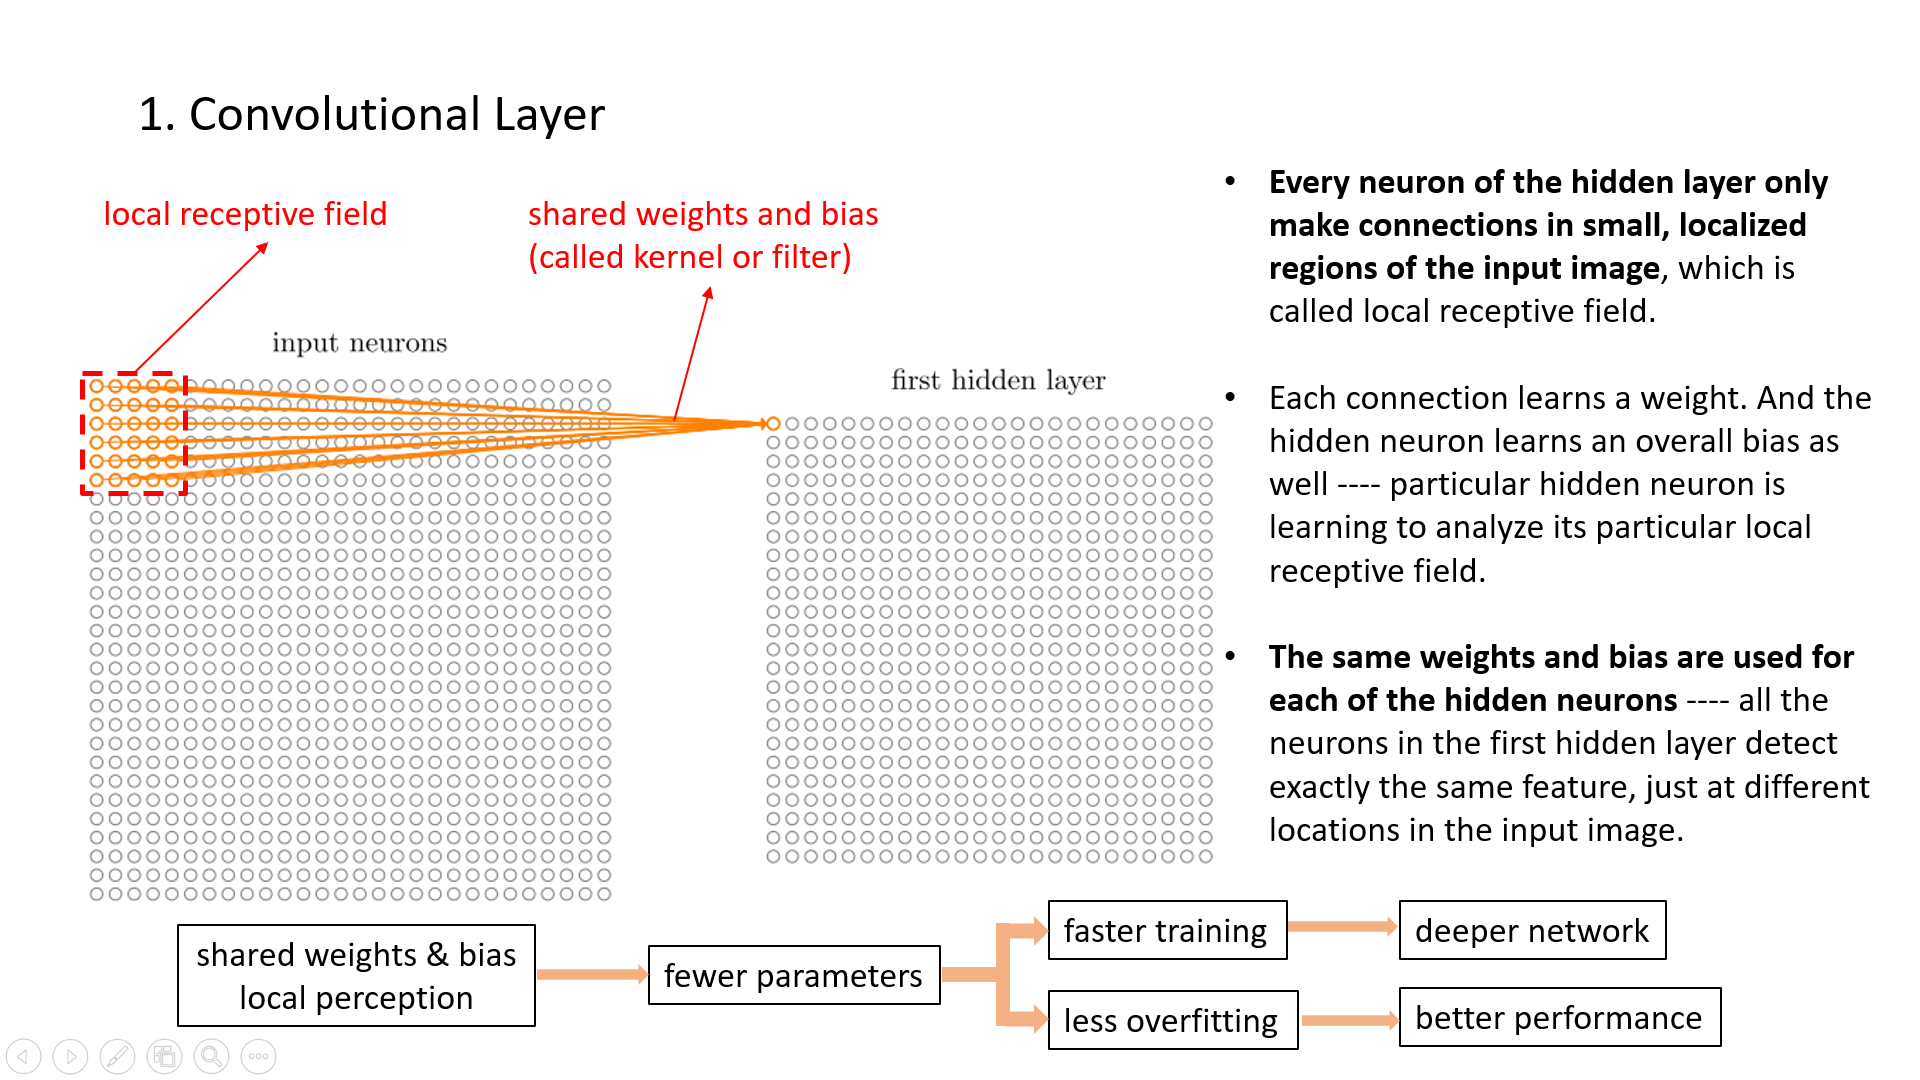 1. Convolutional Layer
local receptive field
shared weights and bias
(called kernel or filter)
input neurons
first hidden layer
• Every neuron of the hidden layer only
make connections in small, localized
regions of the input image, which is
called local receptive field.
• Each connection learns a weight. And the
hidden neuron learns an overall bias as
well ---- particular hidden neuron is
learning to analyze its particular local
receptive field.
• The same weights and bias are used for
each of the hidden neurons ---- all the
neurons in the first hidden layer detect
exactly the same feature, just at different
locations in the input image.
shared weights & bias
local perception
fewer parameters
faster training
deeper network
less overfitting
better performance